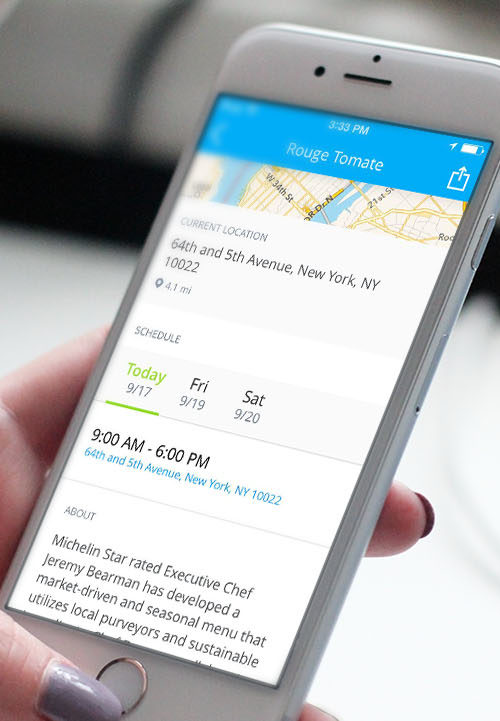 3:33 PM
Rouge Tomate
W 34th St
DR. N
21st S
Roo
CURRENT LOCATION
64th and 5th Avenue, New York, NY
10022
4.1 mi
SCHEDULE
Today
9/17
Fri
9/19
Sat
9/20
9:00 AM - 6:00 PM
64th and 5th Avenue, New York, NY 10022
ABOUT
Michelin Star rated Executive Chef
Jeremy Bearman has developed a
market-driven and seasonal menu that
utilizes local purveyors and sustainable